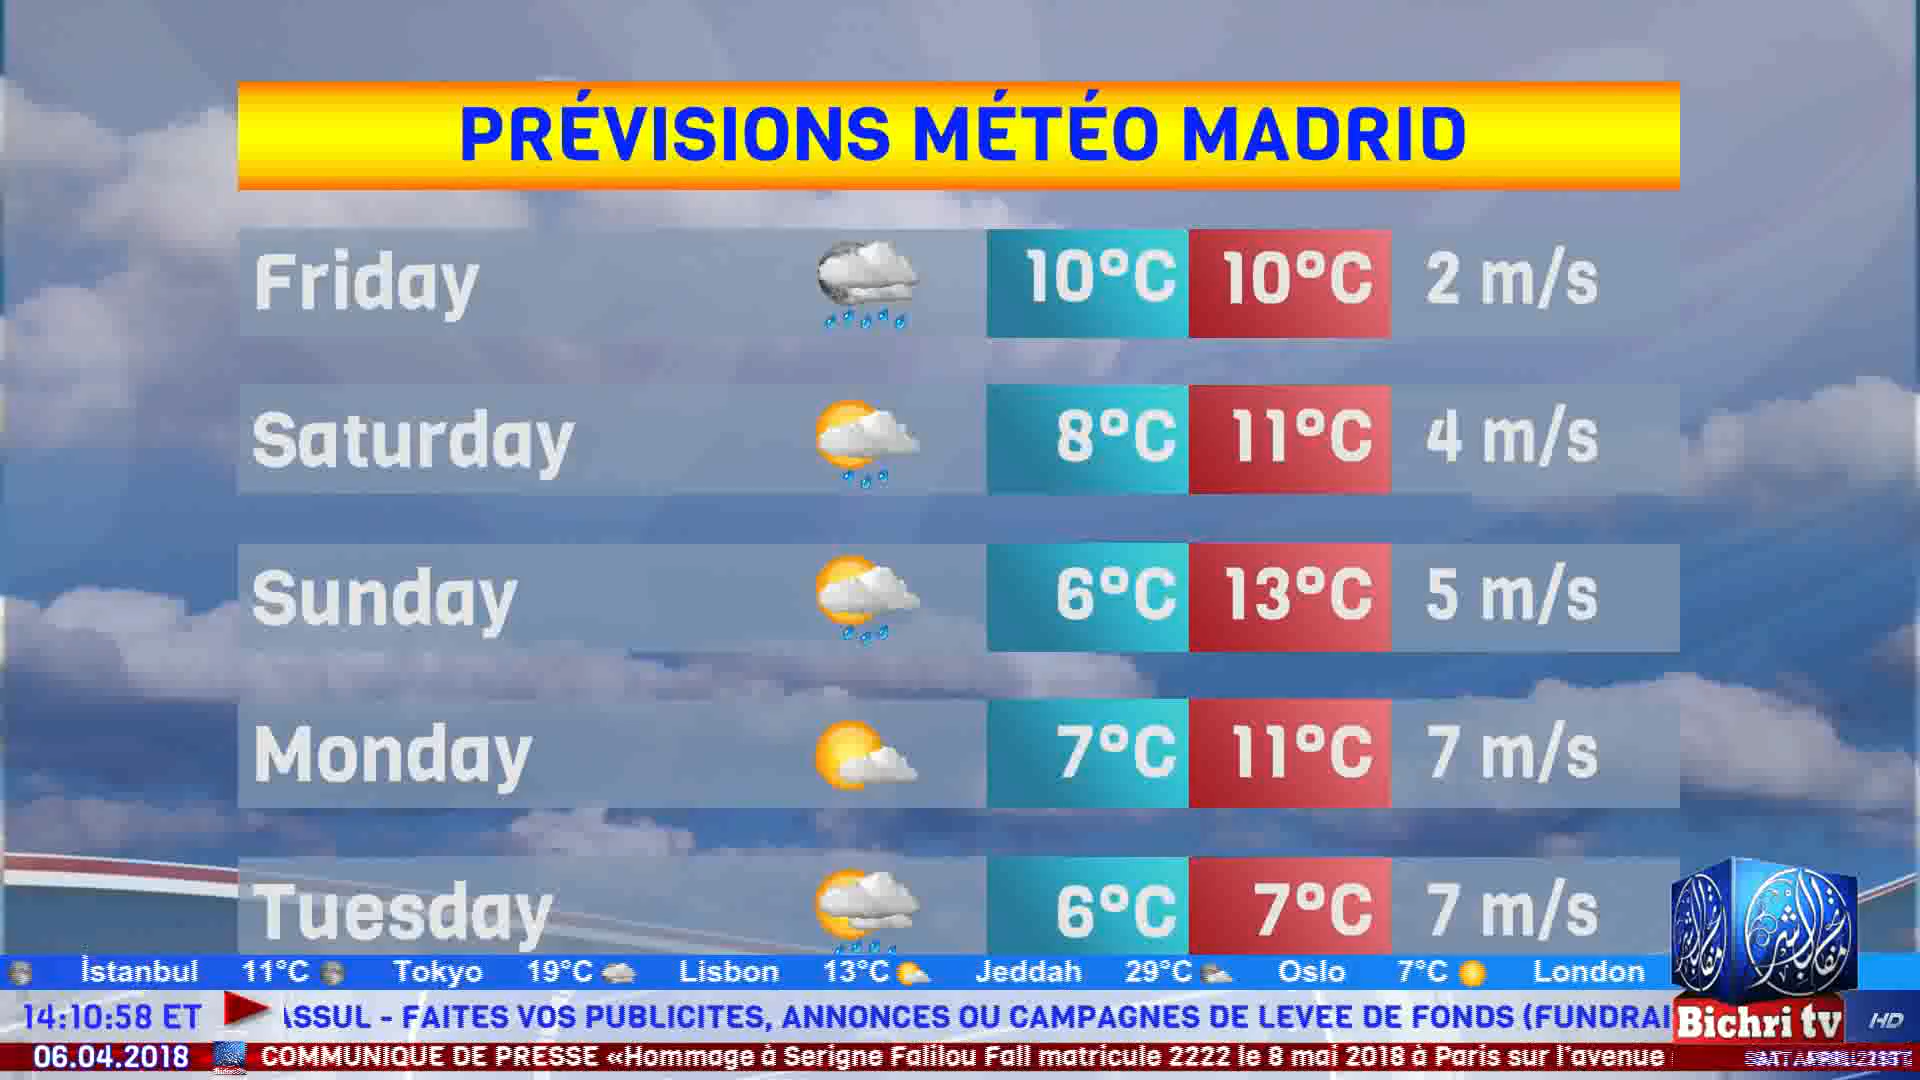 PRÉVISIONS MÉTÉO MADRID
Friday 10°C 10°C 2 m/s
Saturday 8°C 11°C 4 m/s
Sunday 6°C 13°C 5 m/s
Monday 7°C 11°C 7 m/s
Tuesday 6°C 7°C 7 m/s
İstanbul 11°C Tokyo 19°C Lisbon 13°C Jeddah 29°C Oslo 7°C London
14:10:58 ET ASSUL - FAITES VOS PUBLICITES, ANNONCES OU CAMPAGNES DE LEVEE DE FONDS (FUNDRAI
Bichri tv HD
06.04.2018 COMMUNIQUE DE PRESSE «Hommage à Serigne Falilou Fall matricule 2222 le 8 mai 2018 à Paris sur l'avenue